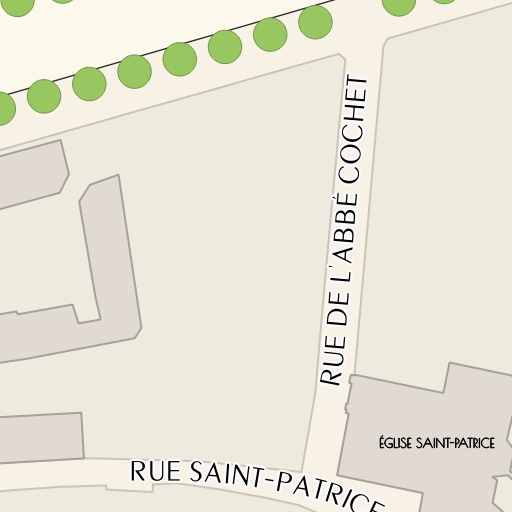 RUE DE L'ABBÉ COCHET
ÉGLISE SAINT-PATRICE
RUE SAINT-PATRICE